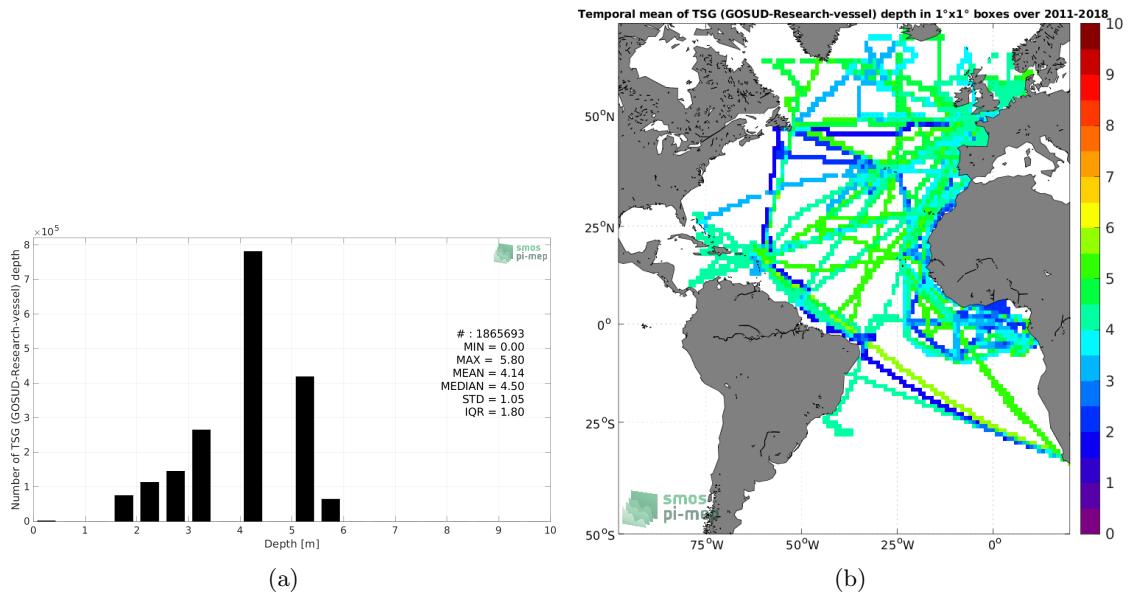 ×10⁵
8
7
6
5
4
3
2
1
0
Number of TSG (GOSUD-Research-vessel) depth
0 1 2 3 4 5 6 7 8 9 10
Depth [m]
smos
pi-mep
# : 1865693
MIN = 0.00
MAX = 5.80
MEAN = 4.14
MEDIAN = 4.50
STD = 1.05
IQR = 1.80
(a)
Temporal mean of TSG (GOSUD-Research-vessel) depth in 1°x1° boxes over 2011-2018
50°N
25°N
0°
25°S
50°S
75°W 50°W 25°W 0°
smos
pi-mep
10
9
8
7
6
5
4
3
2
1
0
(b)